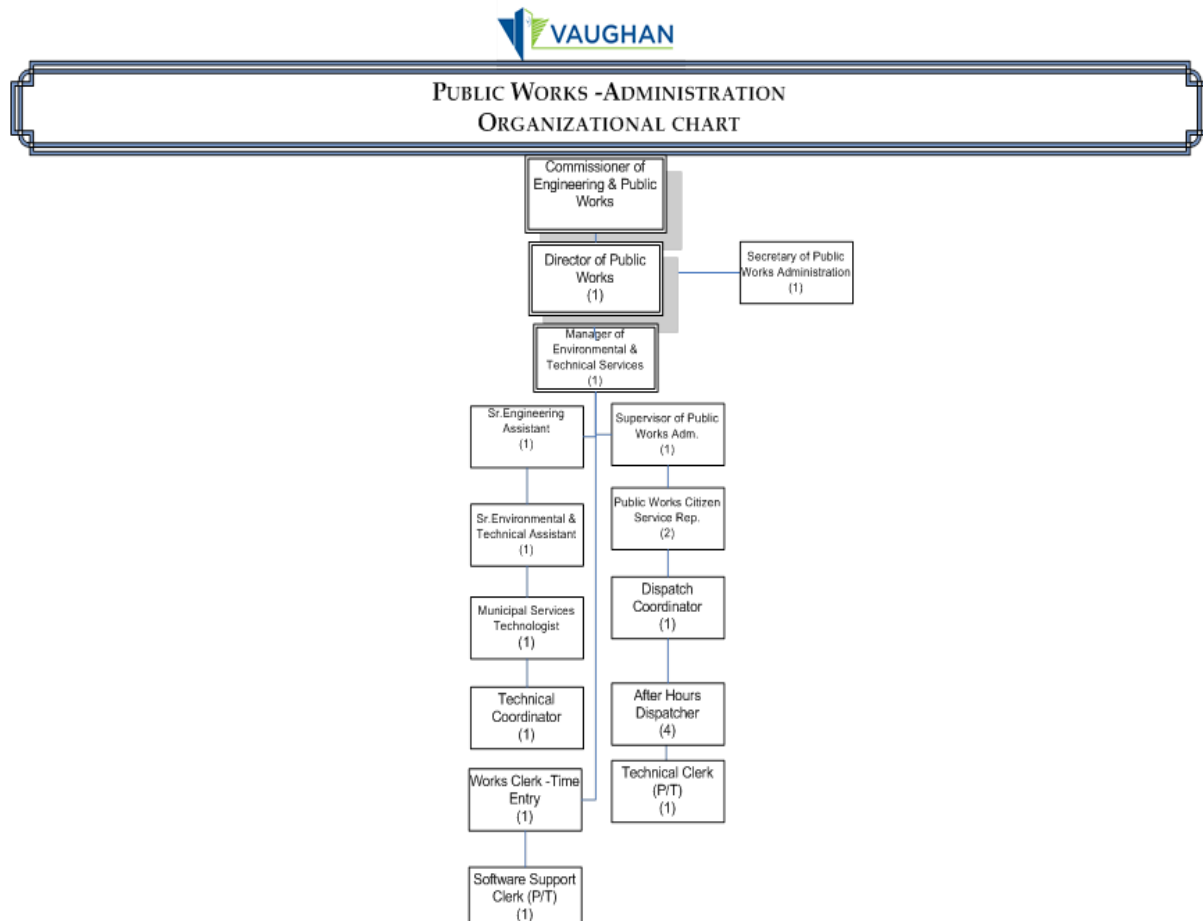 VAUGHAN
PUBLIC WORKS -ADMINISTRATION
ORGANIZATIONAL CHART
Commissioner of
Engineering & Public
Works
Director of Public
Works
(1)
Secretary of Public
Works Administration
(1)
Manager of
Environmental &
Technical Services
(1)
Sr.Engineering
Assistant
(1)
Supervisor of Public
Works Adm.
(1)
Sr.Environmental &
Technical Assistant
(1)
Public Works Citizen
Service Rep.
(2)
Municipal Services
Technologist
(1)
Dispatch
Coordinator
(1)
Technical
Coordinator
(1)
After Hours
Dispatcher
(4)
Works Clerk -Time
Entry
(1)
Technical Clerk
(P/T)
(1)
Software Support
Clerk (P/T)
(1)